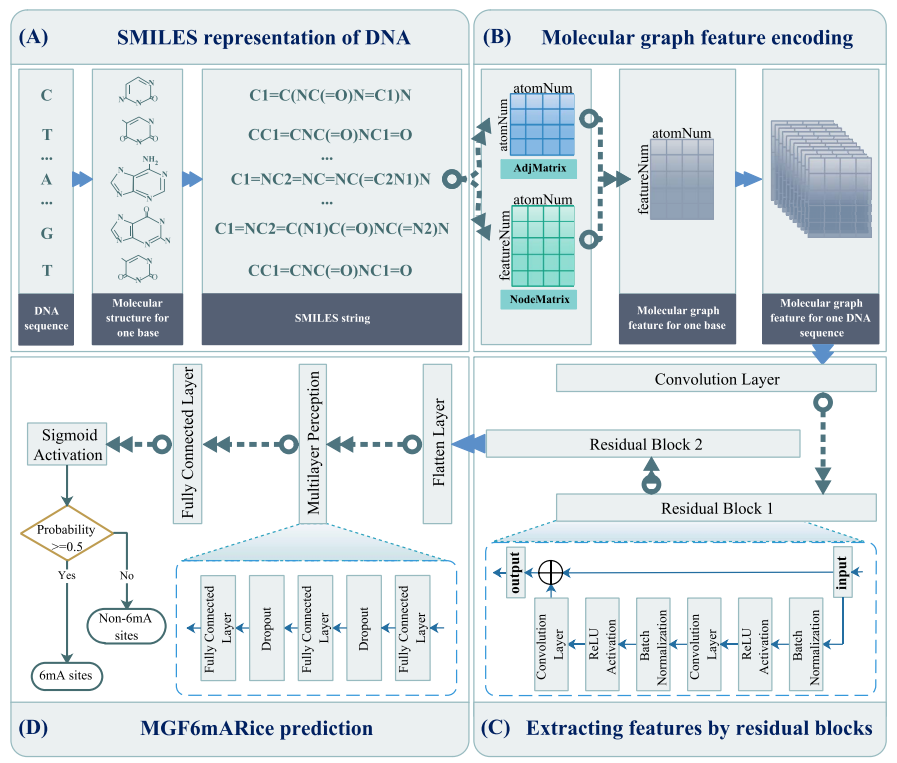 (A) SMILES representation of DNA
C
T
...
A
...
G
T
DNA
sequence
N
N
O
N
O
O
NH2
N
N
N
N
O
N
N
N
N
N
N
O
O
Molecular
structure for
one base
C1=C(NC(=O)N=C1)N
CC1=CNC(=O)NC1=O
...
C1=NC2=NC=NC(=C2N1)N
...
C1=NC2=C(N1)C(=O)NC(=N2)N
CC1=CNC(=O)NC1=O
SMILES string
(B) Molecular graph feature encoding
atomNum
atomNum
AdjMatrix
atomNum
featureNum
NodeMatrix
atomNum
featureNum
Molecular graph
feature for one base
Molecular graph
feature for one DNA
sequence
Convolution Layer
Residual Block 2
Residual Block 1
input
output
Batch
Normalization
ReLU
Activation
Convolution
Layer
Batch
Normalization
ReLU
Activation
Convolution
Layer
(C) Extracting features by residual blocks
Flatten Layer
Multilayer Perception
Fully Connected Layer
Sigmoid
Activation
Probability
>=0.5
Yes
No
Non-6mA
sites
6mA sites
Fully Connected
Layer
Dropout
Fully Connected
Layer
Dropout
Fully Connected
Layer
(D) MGF6mARice prediction